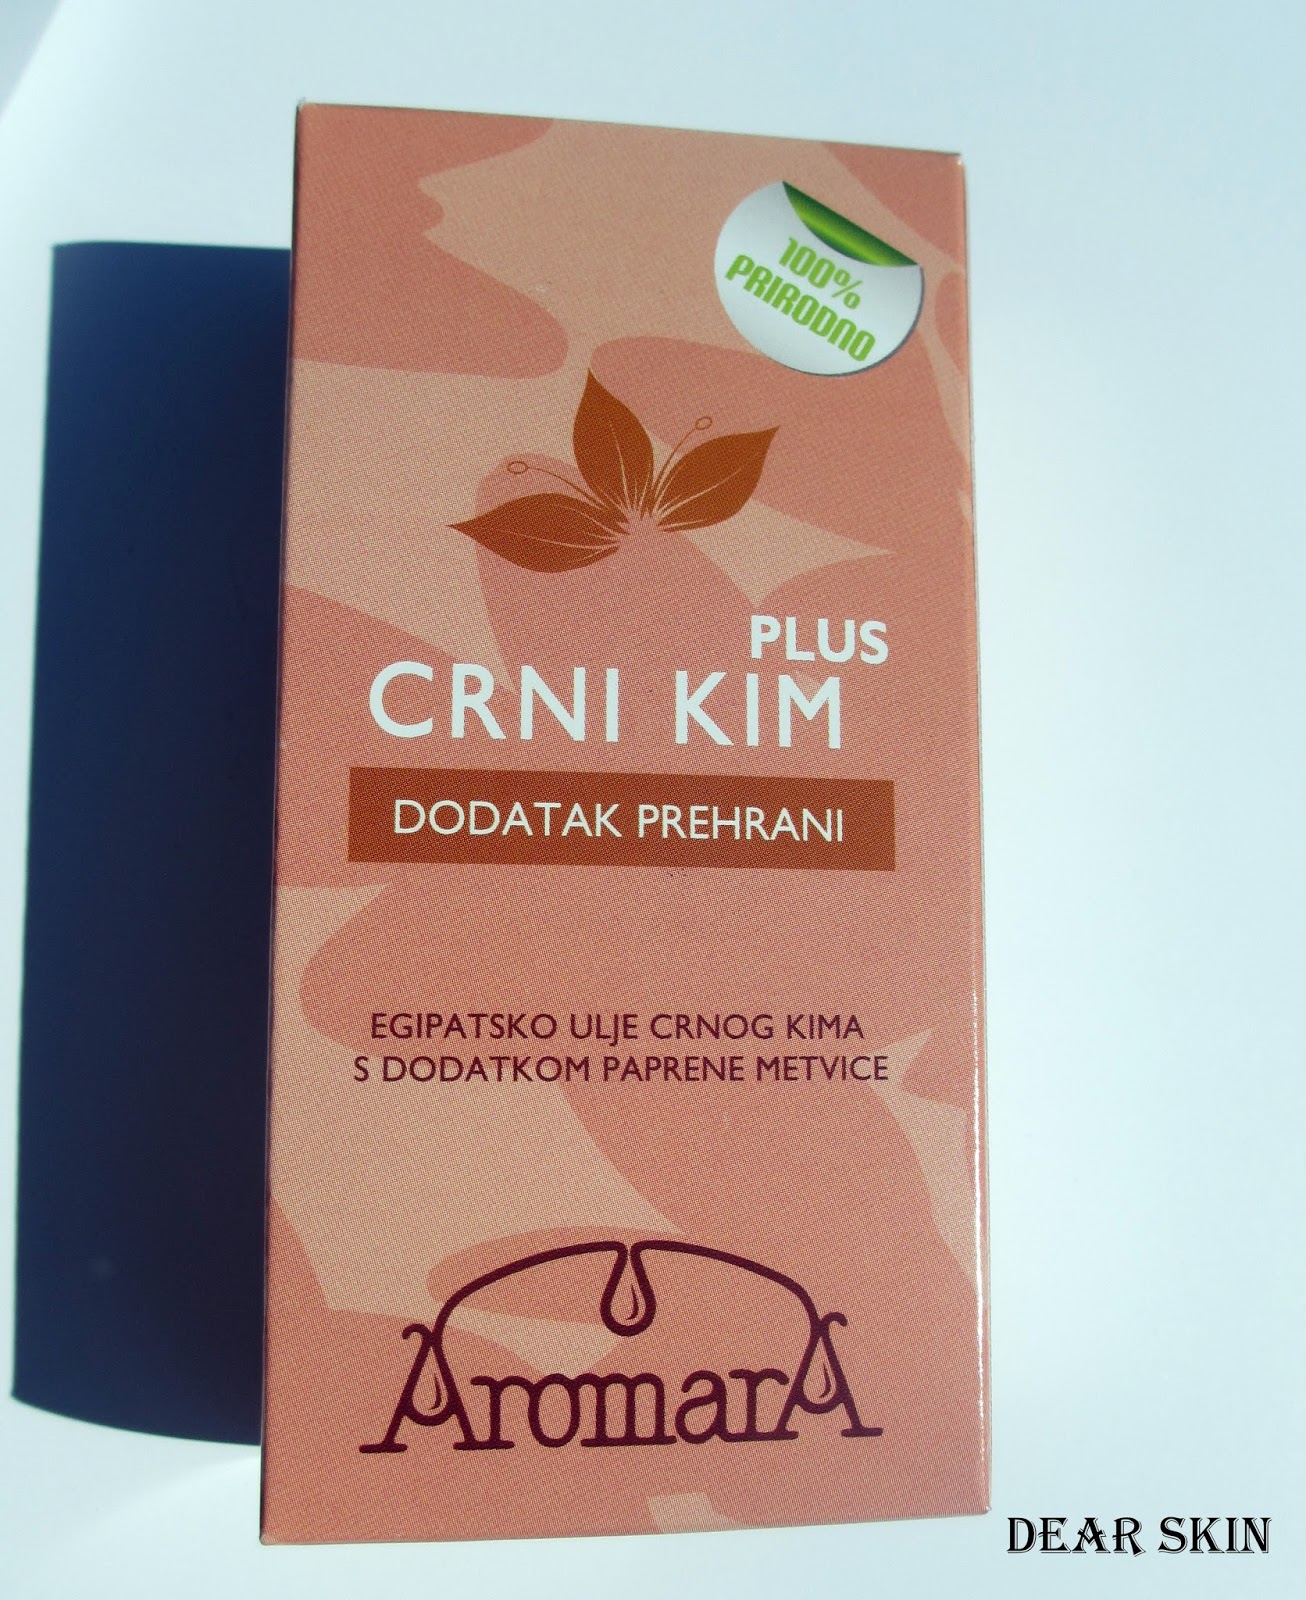 100%
PRIRODNO
PLUS
CRNI KIM
DODATAK PREHRANI
EGIPATSKO ULJE CRNOG KIMA
S DODATKOM PAPRENE METVICE
AromarA
DEAR SKIN